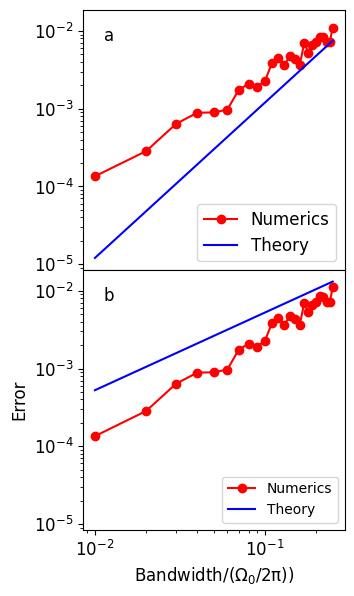 10⁻²
a
10⁻³
10⁻⁴
10⁻⁵
Numerics
Theory
10⁻²
b
10⁻³
10⁻⁴
10⁻⁵
Error
Numerics
Theory
10⁻² 10⁻¹
Bandwidth/(Ω₀/2π))